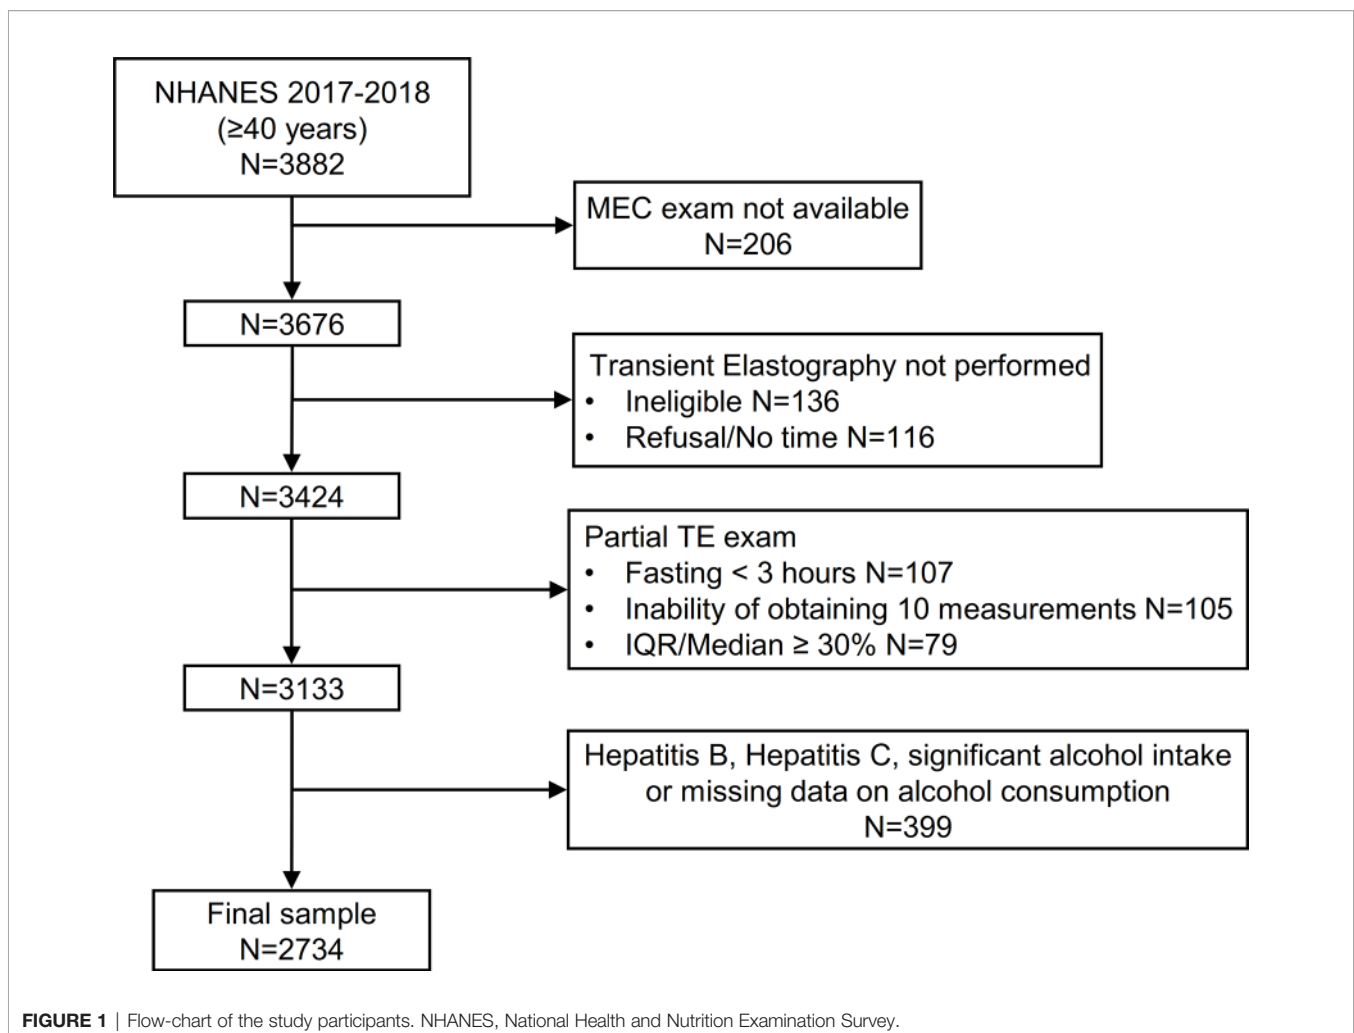 NHANES 2017-2018
(≥40 years)
N=3882
MEC exam not available
N=206
N=3676
Transient Elastography not performed
• Ineligible N=136
• Refusal/No time N=116
N=3424
Partial TE exam
• Fasting < 3 hours N=107
• Inability of obtaining 10 measurements N=105
• IQR/Median ≥ 30% N=79
N=3133
Hepatitis B, Hepatitis C, significant alcohol intake
or missing data on alcohol consumption
N=399
Final sample
N=2734
FIGURE 1 | Flow-chart of the study participants. NHANES, National Health and Nutrition Examination Survey.